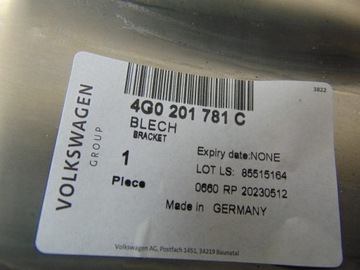 3822
VOLKSWAGEN
GROUP
4G0 201 781 C
BLECH
BRACKET
1
Piece
Expiry date:NONE
LOT LS: 85515164
0660 RP 20230512
Made in GERMANY
Volkswagen AG, Postfach 1451, 34219 Baunatal